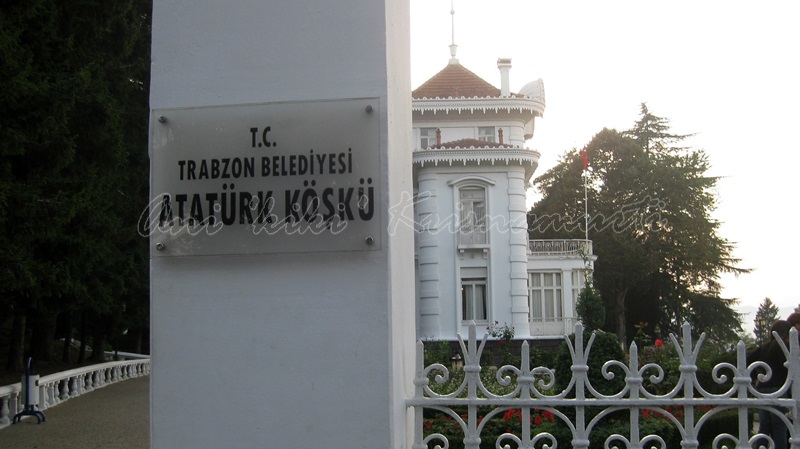 T.C.
TRABZON BELEDİYESİ
ATATÜRK KÖŞKÜ